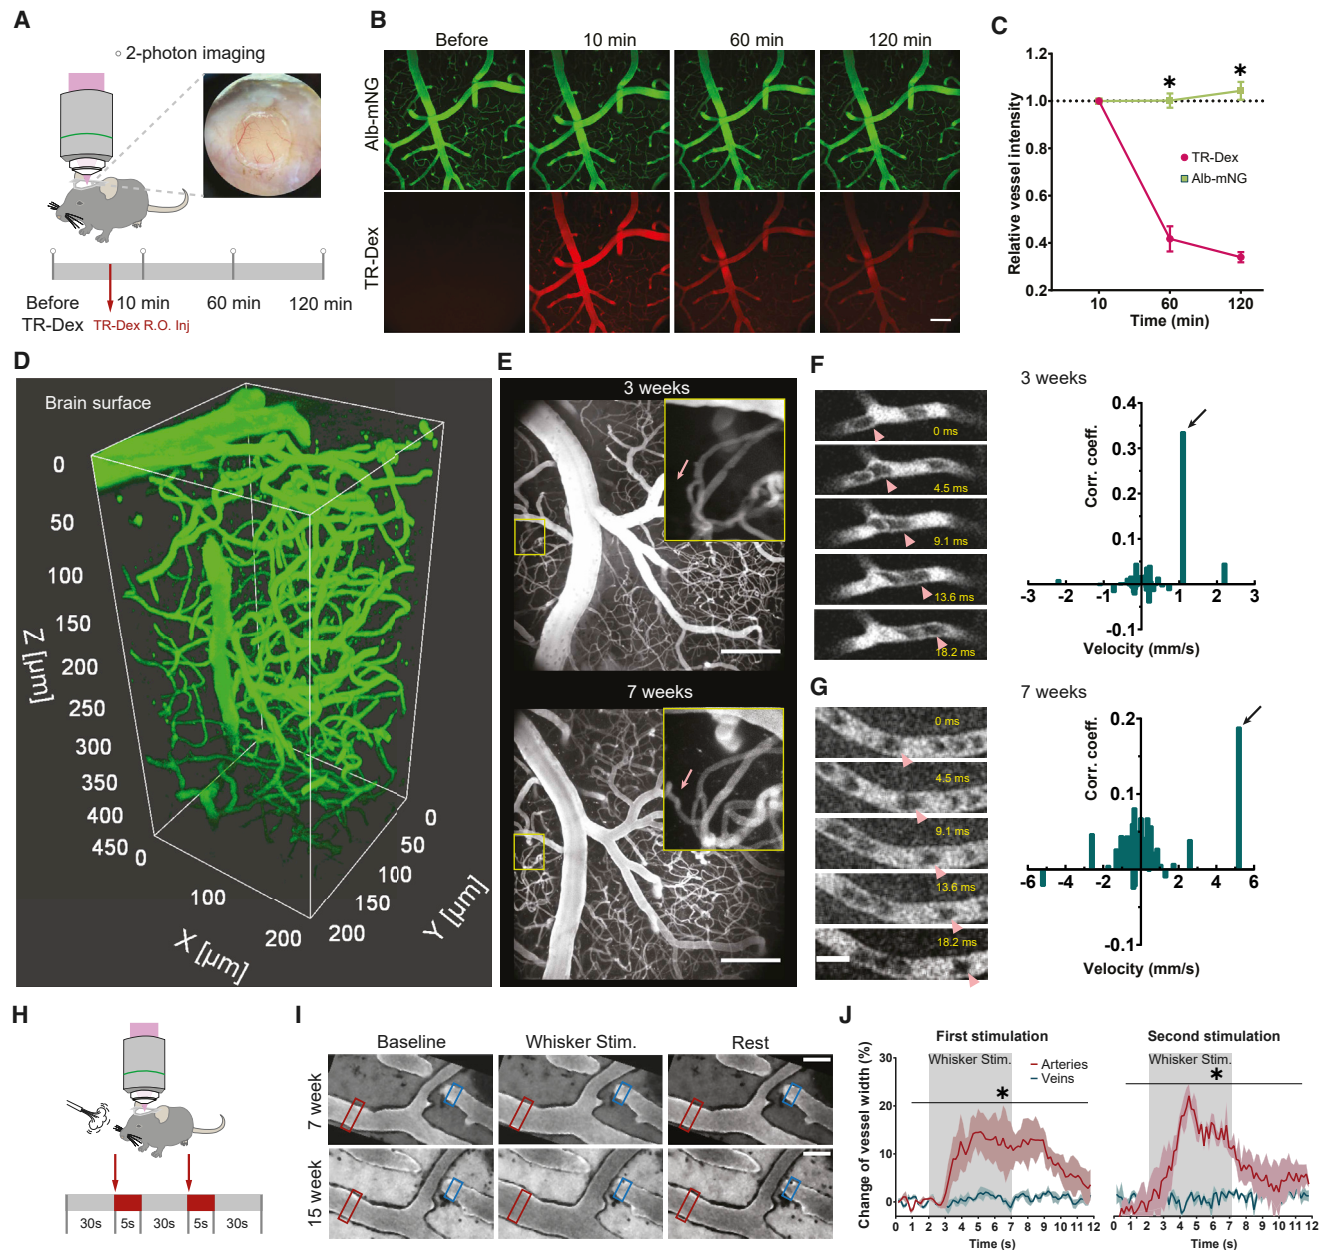 A
2-photon imaging
Before
TR-Dex
10 min
60 min
120 min
TR-Dex R.O. Inj
B
Before
10 min
60 min
120 min
Alb-mNG
TR-Dex
C
Relative vessel intensity
1.2
1.0
0.8
0.6
0.4
0.2
*
*
TR-Dex
Alb-mNG
10
60
120
Time (min)
D
Brain surface
0
50
100
150
200
250
300
350
400
450
Z [µm]
0
100
200
X [µm]
0
50
100
150
200
Y [µm]
E
3 weeks
7 weeks
F
0 ms
4.5 ms
9.1 ms
13.6 ms
18.2 ms
3 weeks
Corr. coeff.
0.4
0.3
0.2
0.1
-0.1
-3
-2
-1
0
1
2
3
Velocity (mm/s)
G
0 ms
4.5 ms
9.1 ms
13.6 ms
18.2 ms
7 weeks
Corr. coeff.
0.2
0.1
-0.1
-6
-4
-2
0
2
4
6
Velocity (mm/s)
H
30s
5s
30s
5s
30s
I
Baseline
Whisker Stim.
Rest
7 week
15 week
J
First stimulation
Change of vessel width (%)
30
20
10
0
Whisker Stim.
Arteries
Veins
*
0 1 2 3 4 5 6 7 8 9 10 11 12
Time (s)
Second stimulation
Whisker Stim.
*
0 1 2 3 4 5 6 7 8 9 10 11 12
Time (s)